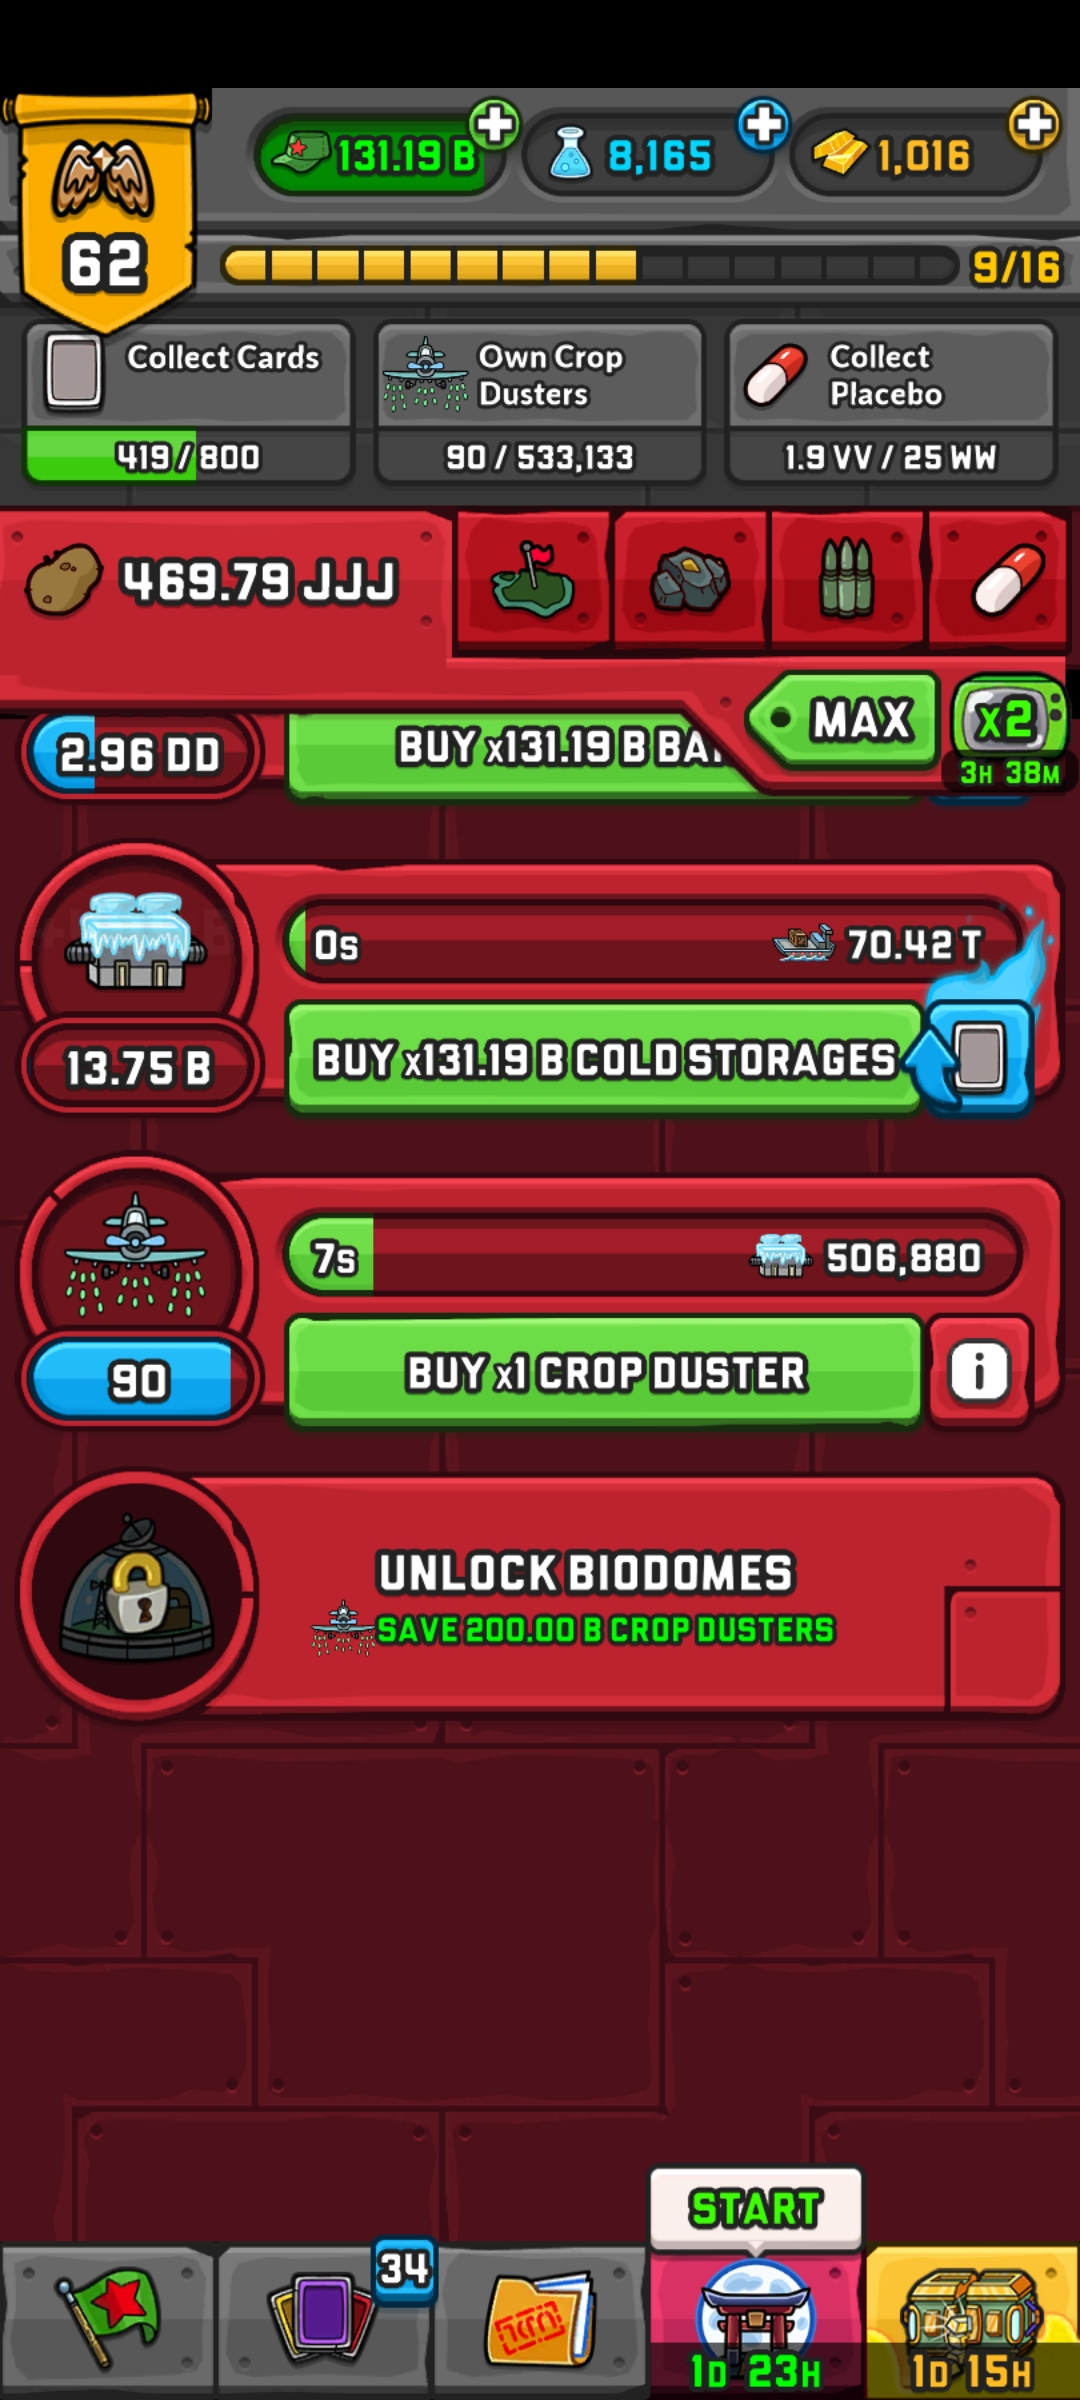 131.19 B
8,165
1,016
62
9/16
Collect Cards
419 / 800
Own Crop
Dusters
90 / 533,133
Collect
Placebo
1.9 VV / 25 WW
469.79 JJJ
MAX
x2
3H 38M
2.96 DD
BUY x131.19 B BA
0s
70.42 T
13.75 B
BUY x131.19 B COLD STORAGES
7s
506,880
90
BUY x1 CROP DUSTER
i
UNLOCK BIODOMES
SAVE 200.00 B CROP DUSTERS
START
34
1D 23H
1D 15H